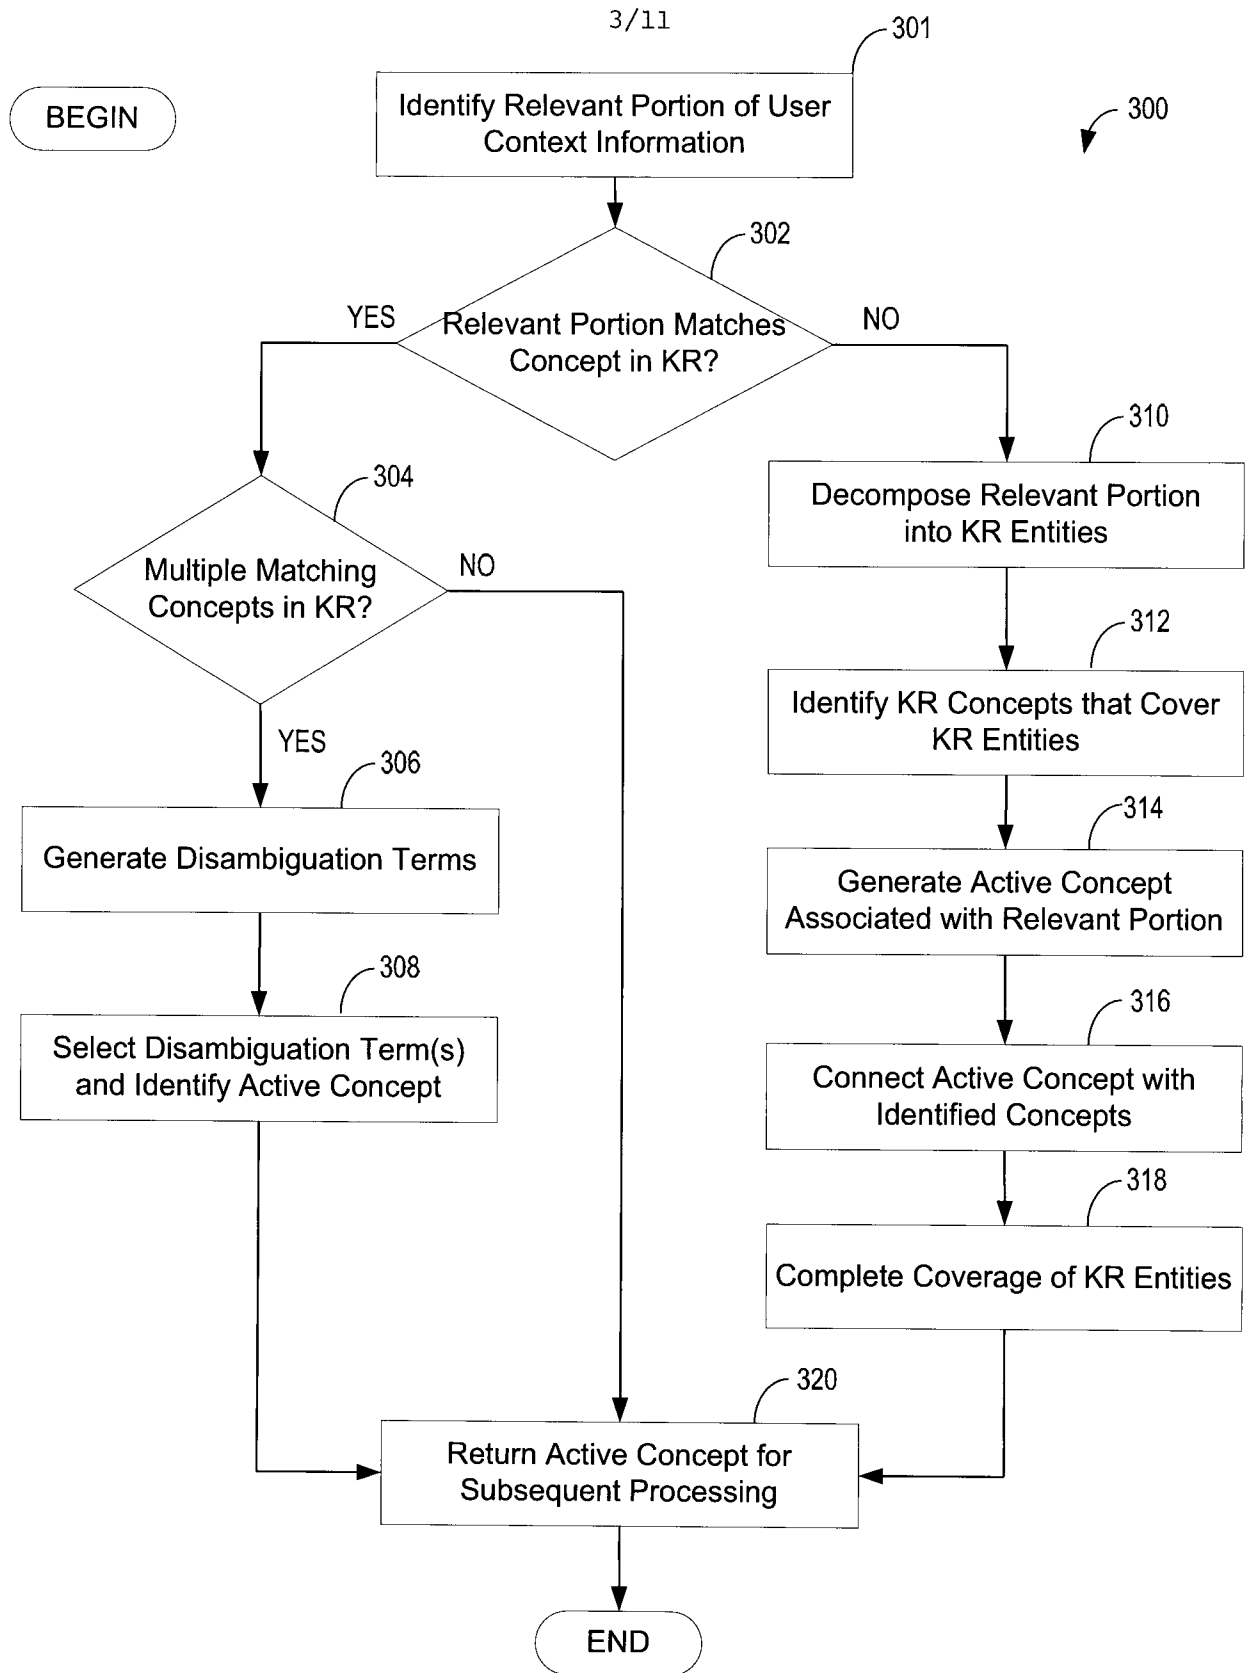 3/11
301
BEGIN
Identify Relevant Portion of User
Context Information
300
302
YES
Relevant Portion Matches
Concept in KR?
NO
304
Multiple Matching
Concepts in KR?
NO
310
Decompose Relevant Portion
into KR Entities
312
Identify KR Concepts that Cover
KR Entities
YES
306
Generate Disambiguation Terms
314
Generate Active Concept
Associated with Relevant Portion
308
Select Disambiguation Term(s)
and Identify Active Concept
316
Connect Active Concept with
Identified Concepts
318
Complete Coverage of KR Entities
320
Return Active Concept for
Subsequent Processing
END